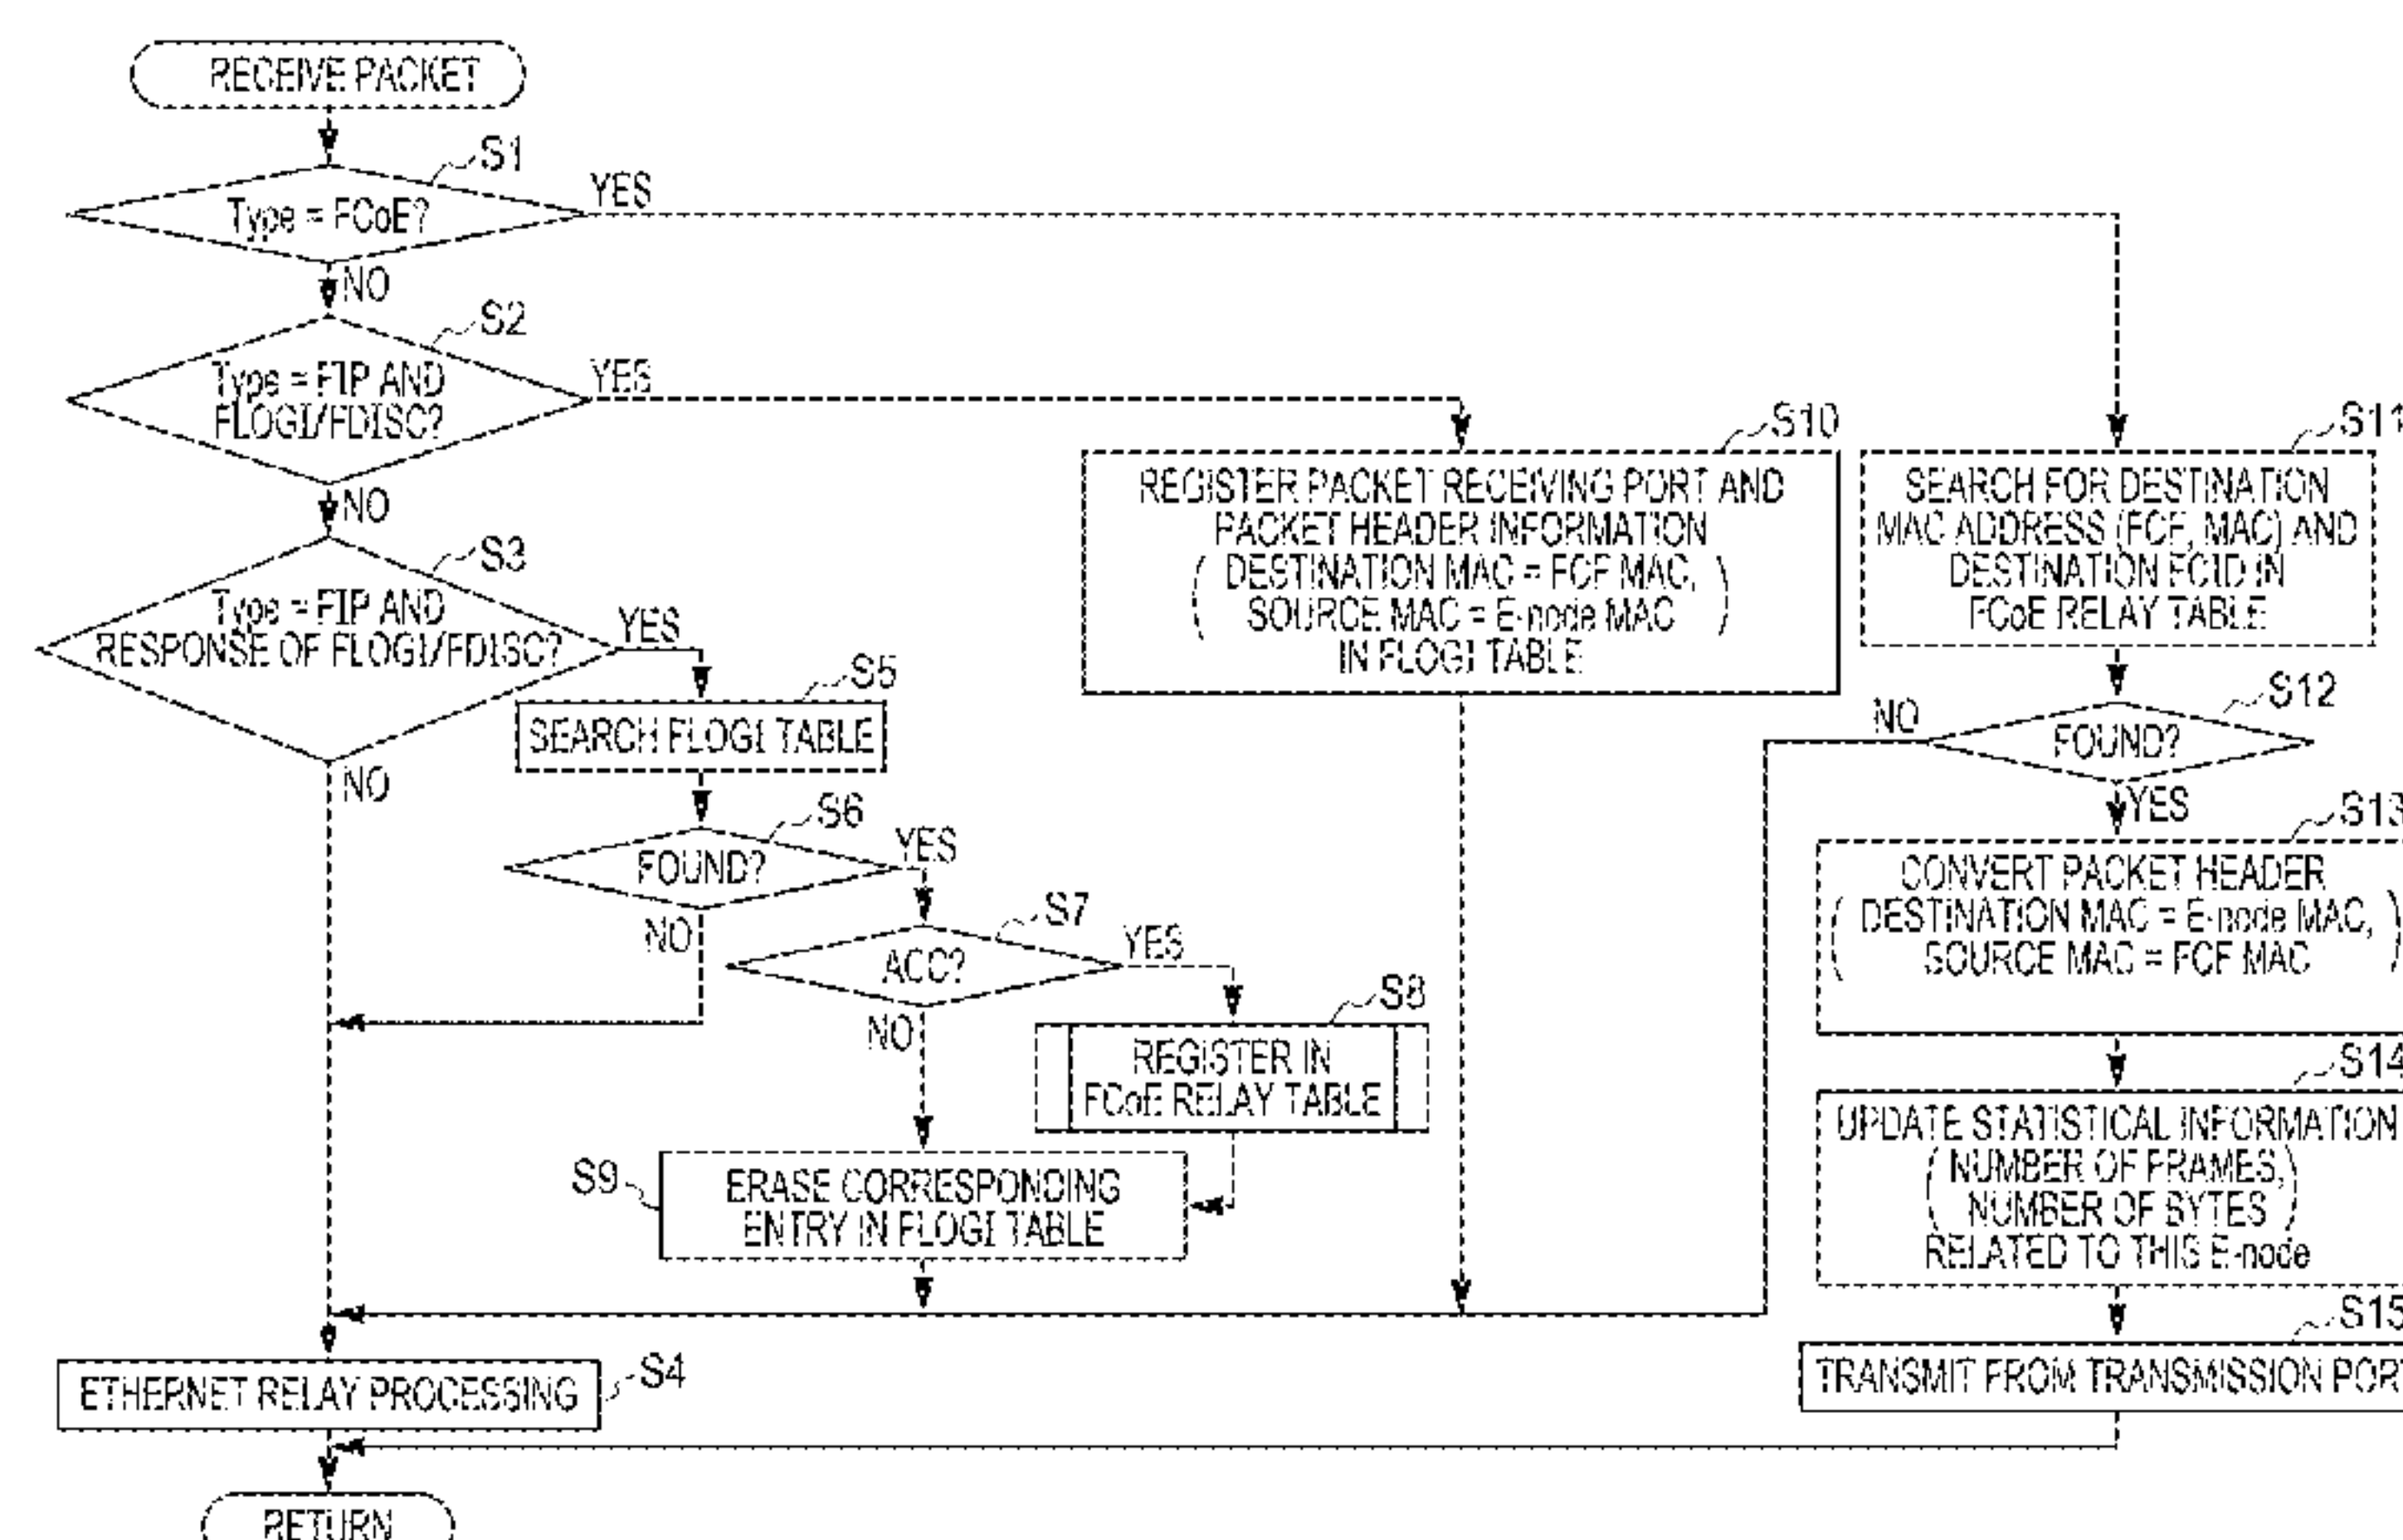 RECEIVE PACKET
S1
Type = FCoE?
YES
NO
S2
Type = FIP AND
FLOGI/FDISC?
YES
NO
S3
Type = FIP AND
RESPONSE OF FLOGI/FDISC?
YES
NO
S5
SEARCH FLOGI TABLE
S6
FOUND?
YES
NO
S7
ACC?
YES
NO
S8
REGISTER IN
FCoE RELAY TABLE
S9
ERASE CORRESPONDING
ENTRY IN FLOGI TABLE
S10
REGISTER PACKET RECEIVING PORT AND
PACKET HEADER INFORMATION
( DESTINATION MAC = FCF MAC, )
( SOURCE MAC = E-node MAC )
IN FLOGI TABLE
S11
SEARCH FOR DESTINATION
MAC ADDRESS (FCF, MAC) AND
DESTINATION FCID IN
FCoE RELAY TABLE
S12
FOUND?
NO
YES
S13
CONVERT PACKET HEADER
( DESTINATION MAC = E-node MAC, )
( SOURCE MAC = FCF MAC )
S14
UPDATE STATISTICAL INFORMATION
( NUMBER OF FRAMES, )
( NUMBER OF BYTES )
RELATED TO THIS E-node
S15
TRANSMIT FROM TRANSMISSION PORT
ETHERNET RELAY PROCESSING
S4
RETURN